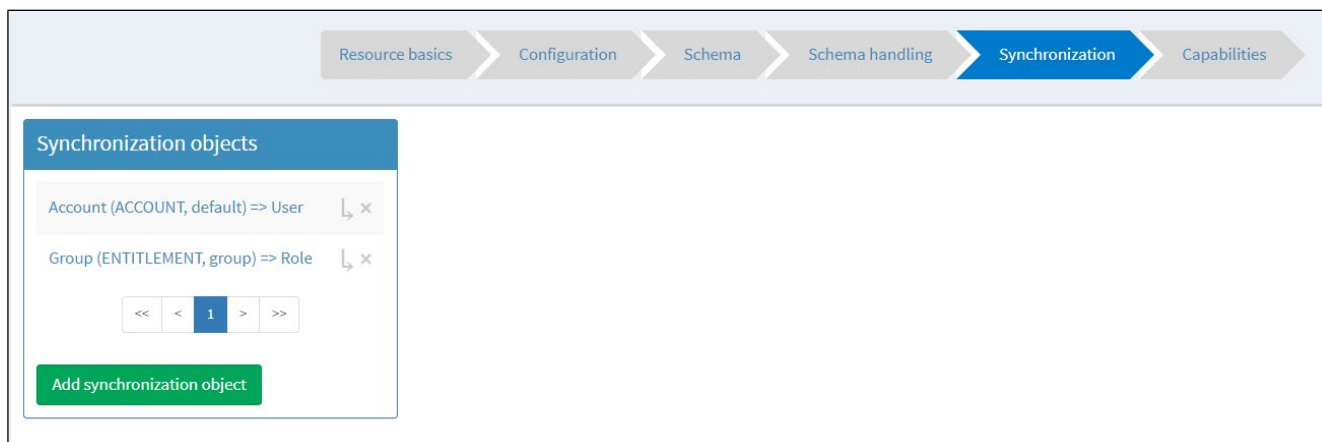 Resource basics Configuration Schema Schema handling Synchronization Capabilities
Synchronization objects
Account (ACCOUNT, default) => User
Group (ENTITLEMENT, group) => Role
<< < 1 > >>
Add synchronization object